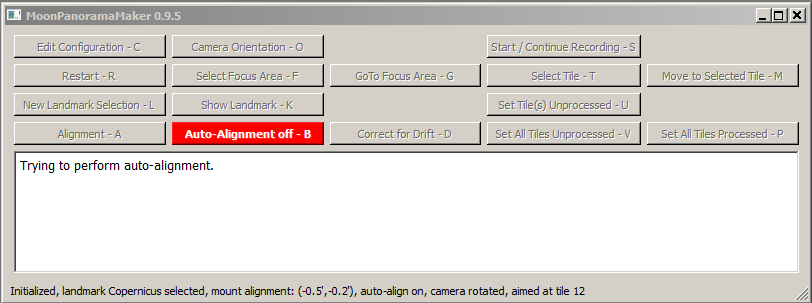 MoonPanoramaMaker 0.9.5
Edit Configuration - C Camera Orientation - O Start / Continue Recording - S
Restart - R Select Focus Area - F GoTo Focus Area - G Select Tile - T Move to Selected Tile - M
New Landmark Selection - L Show Landmark - K Set Tile(s) Unprocessed - U
Alignment - A Auto-Alignment off - B Correct for Drift - D Set All Tiles Unprocessed - V Set All Tiles Processed - P
Trying to perform auto-alignment.
Initialized, landmark Copernicus selected, mount alignment: (-0.5',-0.2'), auto-align on, camera rotated, aimed at tile 12